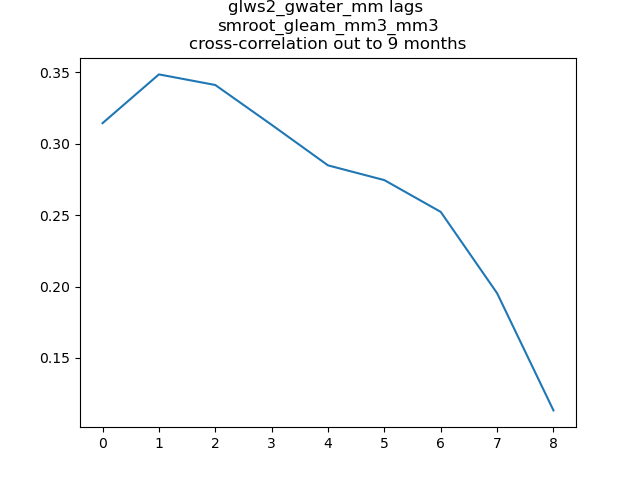 glws2_gwater_mm lags
smroot_gleam_mm3_mm3
cross-correlation out to 9 months
0.35
0.30
0.25
0.20
0.15
0 1 2 3 4 5 6 7 8